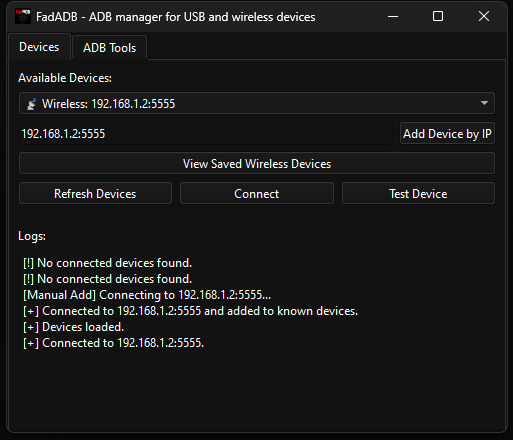 FadADB - ADB manager for USB and wireless devices
Devices
ADB Tools
Available Devices:
Wireless: 192.168.1.2:5555
192.168.1.2:5555
Add Device by IP
View Saved Wireless Devices
Refresh Devices
Connect
Test Device
Logs:
[!] No connected devices found.
[!] No connected devices found.
[Manual Add] Connecting to 192.168.1.2:5555...
[+] Connected to 192.168.1.2:5555 and added to known devices.
[+] Devices loaded.
[+] Connected to 192.168.1.2:5555.